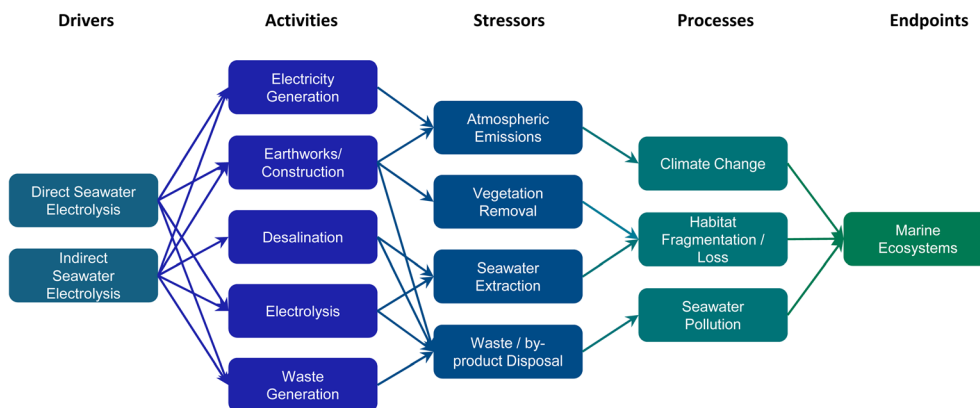 Drivers
Activities
Stressors
Processes
Endpoints
Direct Seawater
Electrolysis
Indirect
Seawater
Electrolysis
Electricity
Generation
Earthworks/
Construction
Desalination
Electrolysis
Waste
Generation
Atmospheric
Emissions
Vegetation
Removal
Seawater
Extraction
Waste / by-
product Disposal
Climate Change
Habitat
Fragmentation /
Loss
Seawater
Pollution
Marine
Ecosystems